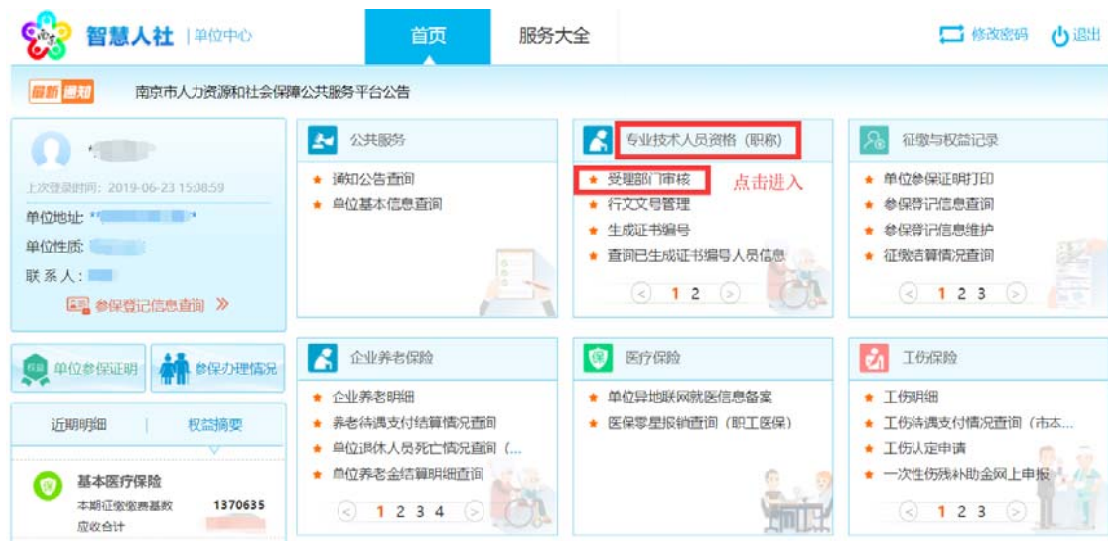 智慧人社 | 单位中心
首页
服务大全
修改密码
退出
最新 通知
南京市人力资源和社会保障公共服务平台公告
上次登录时间：2019-06-23 15:08:59
单位地址:
单位性质:
联系人：
参保登记信息查询
单位参保证明
参保办理情况
近期明细 | 权益摘要
基本医疗保险
本期征缴缴费基数 1370635
应收合计
公共服务
通知公告查询
单位基本信息查询
专业技术人员资格（职称）
受理部门审核
点击进入
行文文号管理
生成证书编号
查询已生成证书编号人员信息
< 1 2 >
征缴与权益记录
单位参保证明打印
参保登记信息查询
参保登记信息维护
征缴结算情况查询
< 1 2 3 >
企业养老保险
企业养老明细
养老待遇支付结算情况查询
单位退休人员死亡情况查询（...
单位养老金结算明细查询
< 1 2 3 4 >
医疗保险
单位异地联网就医信息备案
医保零星报销查询（职工医保）
工伤保险
工伤明细
工伤待遇支付情况查询（市本...
工伤认定申请
一次性伤残补助金网上申报
< 1 2 3 >